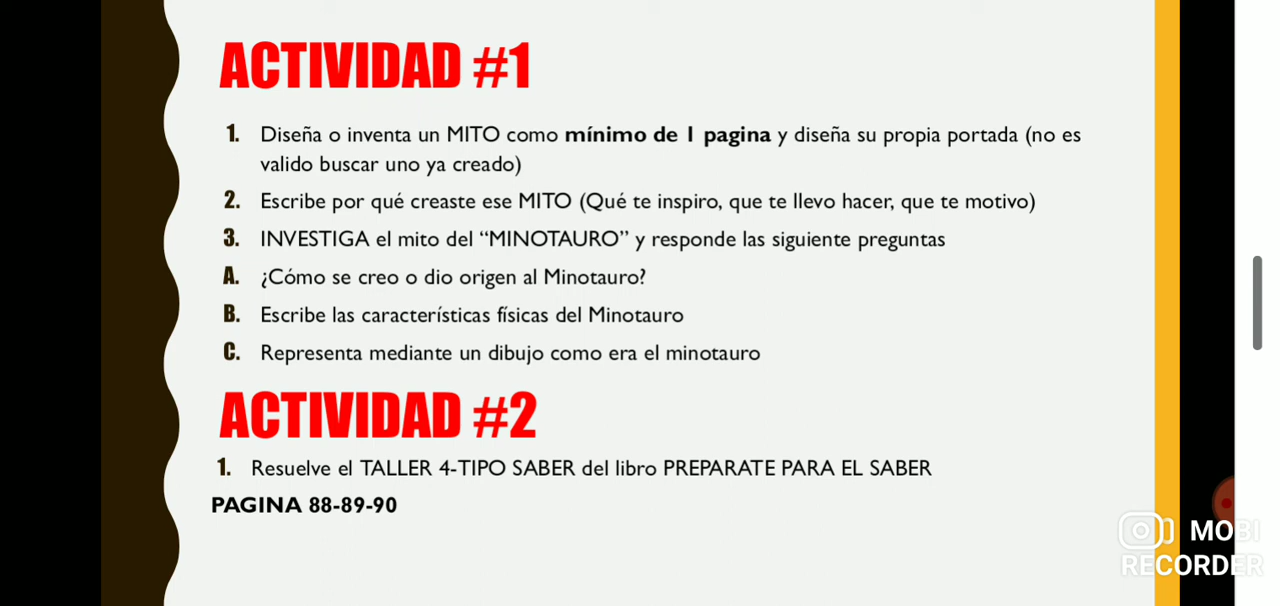 ACTIVIDAD #1
1. Diseña o inventa un MITO como mínimo de 1 pagina y diseña su propia portada (no es
valido buscar uno ya creado)
2. Escribe por qué creaste ese MITO (Qué te inspiro, que te llevo hacer, que te motivo)
3. INVESTIGA el mito del “MINOTAURO” y responde las siguiente preguntas
A. ¿Cómo se creo o dio origen al Minotauro?
B. Escribe las características físicas del Minotauro
C. Representa mediante un dibujo como era el minotauro
ACTIVIDAD #2
1. Resuelve el TALLER 4-TIPO SABER del libro PREPARATE PARA EL SABER
PAGINA 88-89-90
MOBI
RECORDER